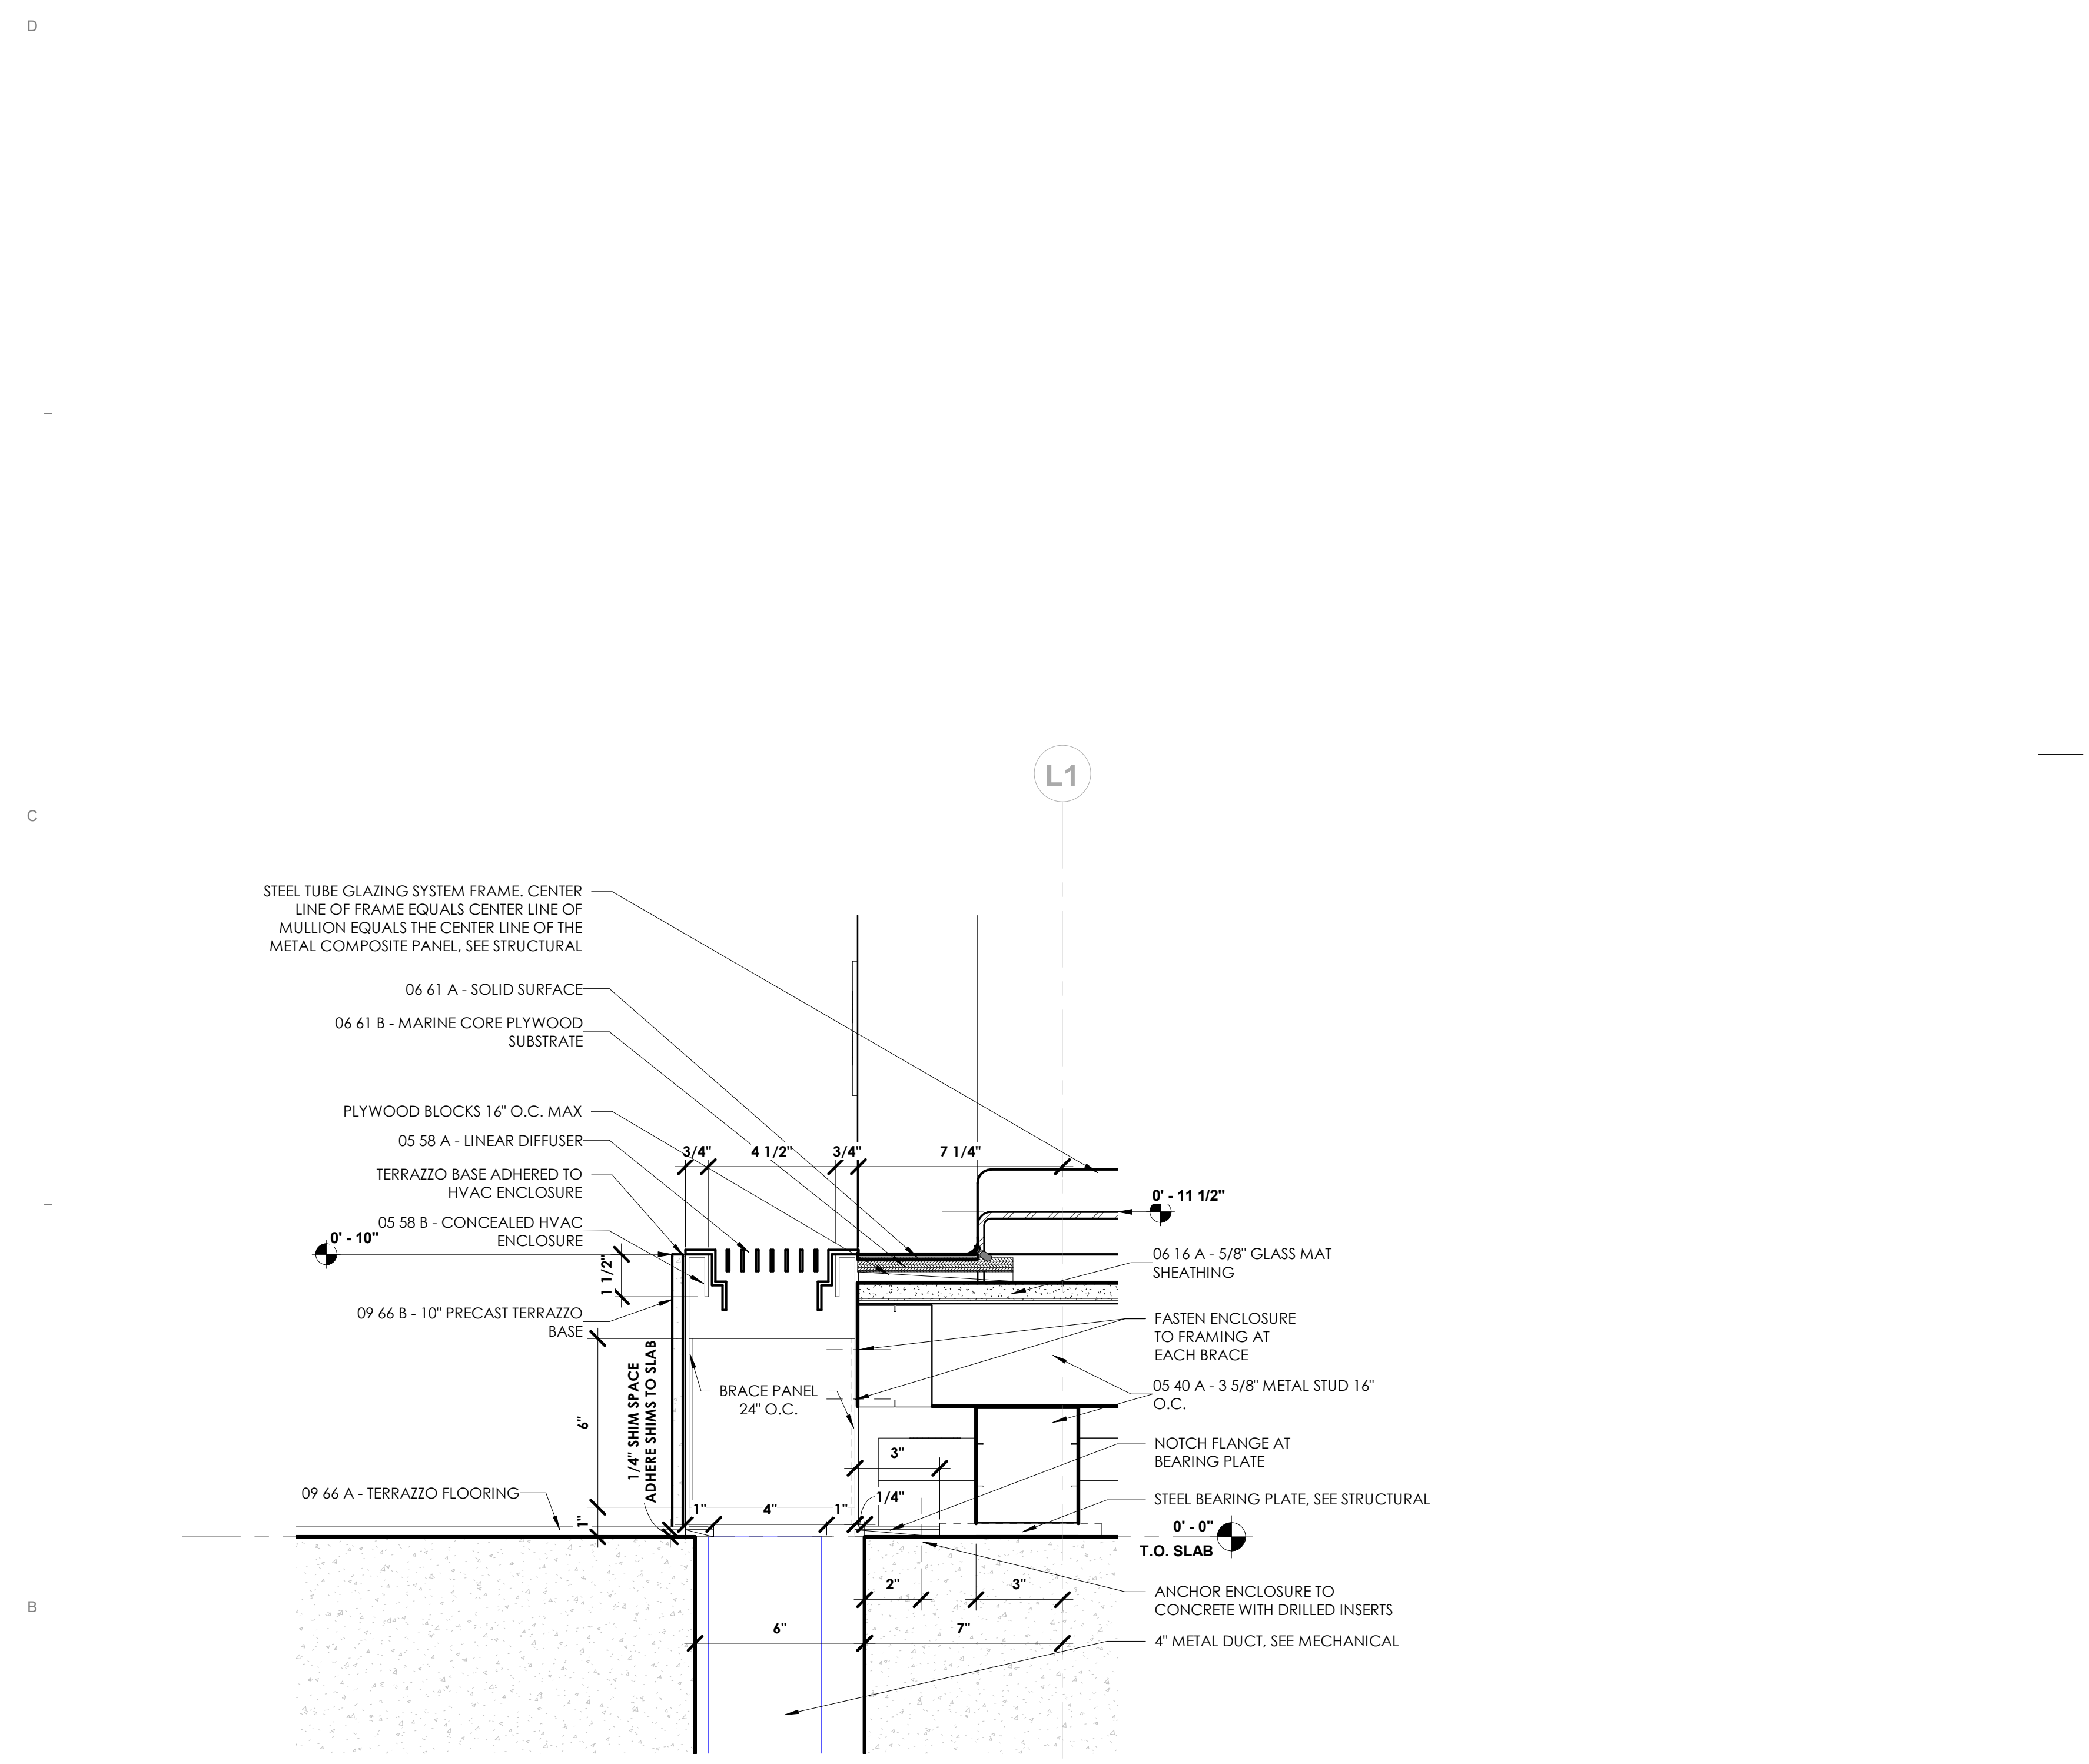 D
L1
C
STEEL TUBE GLAZING SYSTEM FRAME. CENTER
LINE OF FRAME EQUALS CENTER LINE OF
MULLION EQUALS THE CENTER LINE OF THE
METAL COMPOSITE PANEL, SEE STRUCTURAL
06 61 A - SOLID SURFACE
06 61 B - MARINE CORE PLYWOOD
SUBSTRATE
PLYWOOD BLOCKS 16" O.C. MAX
05 58 A - LINEAR DIFFUSER
3/4" 4 1/2" 3/4" 7 1/4"
TERRAZZO BASE ADHERED TO
HVAC ENCLOSURE
0' - 11 1/2"
05 58 B - CONCEALED HVAC
ENCLOSURE
0' - 10"
1 1/2"
06 16 A - 5/8" GLASS MAT
SHEATHING
09 66 B - 10" PRECAST TERRAZZO
BASE
FASTEN ENCLOSURE
TO FRAMING AT
EACH BRACE
1/4" SHIM SPACE
ADHERE SHIMS TO SLAB
BRACE PANEL
24" O.C.
05 40 A - 3 5/8" METAL STUD 16"
O.C.
6"
3"
NOTCH FLANGE AT
BEARING PLATE
09 66 A - TERRAZZO FLOORING
1" 4" 1" 1/4"
STEEL BEARING PLATE, SEE STRUCTURAL
1"
0' - 0"
T.O. SLAB
2" 3"
ANCHOR ENCLOSURE TO
CONCRETE WITH DRILLED INSERTS
B
6" 7"
4" METAL DUCT, SEE MECHANICAL